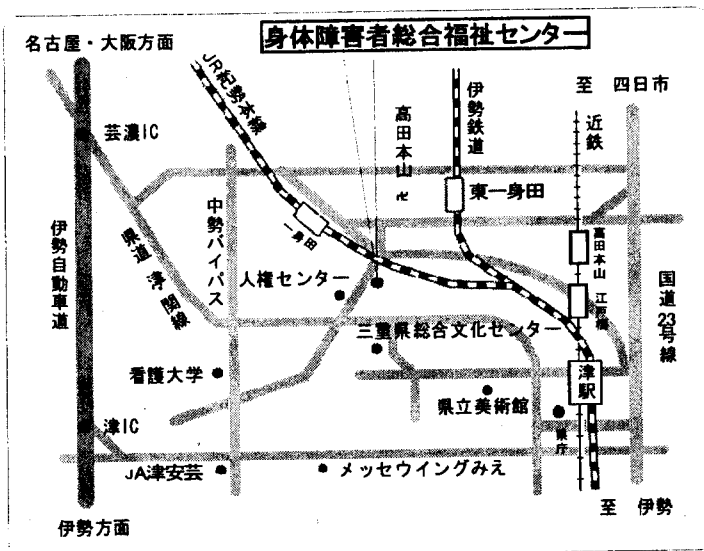 身体障害者総合福祉センター
名古屋・大阪方面
JR紀勢本線
伊勢鉄道
至 四日市
近鉄
高田本山 卍
芸濃IC
東一身田
中勢バイパス
県道 津関線
一身田
伊勢自動車道
高田本山
江戸橋
国道23号線
人権センター
三重県総合文化センター
看護大学
津駅
県立美術館
県庁
津IC
JA津安芸
メッセウイングみえ
伊勢方面
至 伊勢